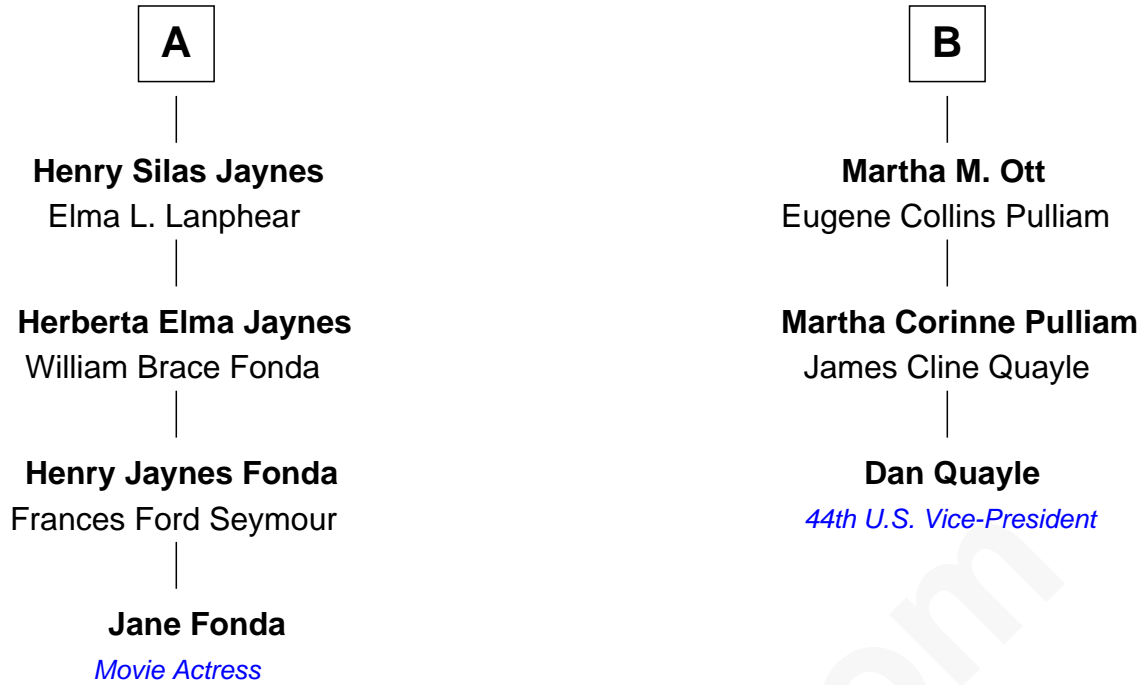 A
Henry Silas Jaynes
Elma L. Lanphear
Herberta Elma Jaynes
William Brace Fonda
Henry Jaynes Fonda
Frances Ford Seymour
Jane Fonda
Movie Actress
B
Martha M. Ott
Eugene Collins Pulliam
Martha Corinne Pulliam
James Cline Quayle
Dan Quayle
44th U.S. Vice-President
om